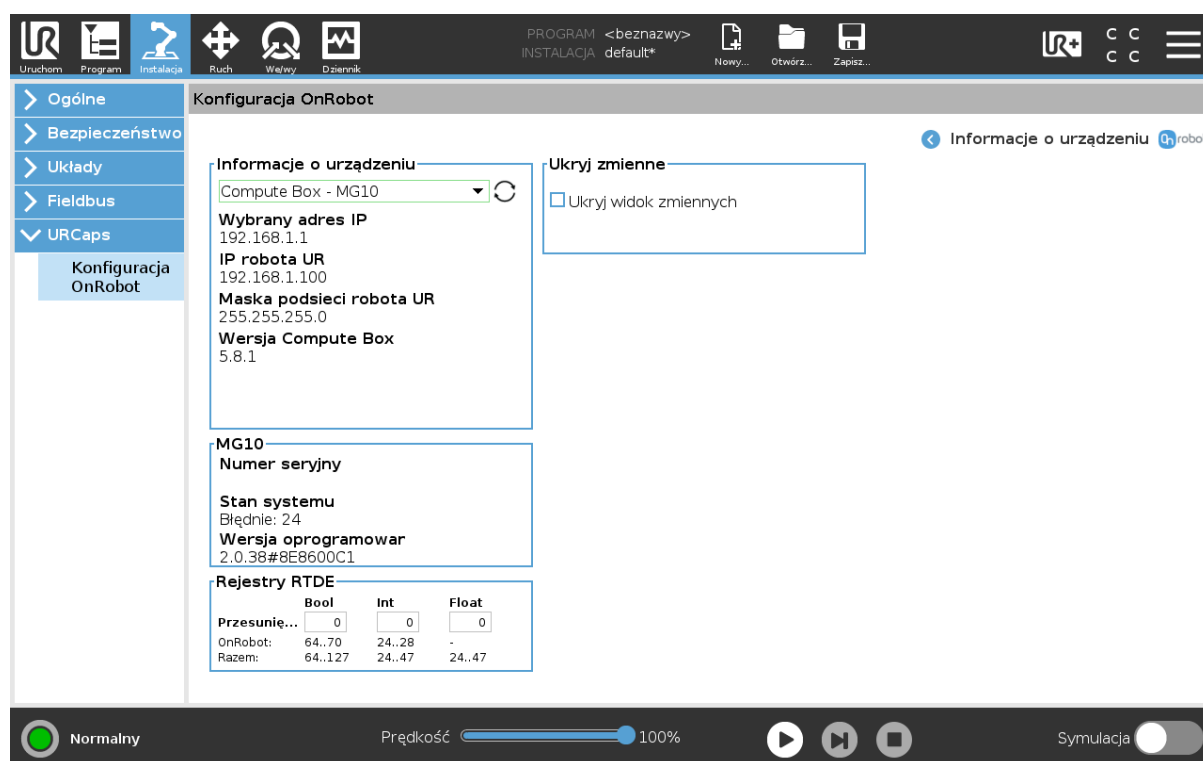 PROGRAM <beznazwy>
INSTALACJA default*
UR+
C C
C C
Uruchom Program Instalacja Ruch We/wy Dziennik
Nowy... Otwórz... Zapisz...
Ogólne
Bezpieczeństwo
Układy
Fieldbus
URCaps
Konfiguracja
OnRobot
Konfiguracja OnRobot
Informacje o urządzeniu
Informacje o urządzeniu
Compute Box - MG10
Wybrany adres IP
192.168.1.1
IP robota UR
192.168.1.100
Maska podsieci robota UR
255.255.255.0
Wersja Compute Box
5.8.1
Ukryj zmienne
Ukryj widok zmiennych
MG10
Numer seryjny
Stan systemu
Błędnie: 24
Wersja oprogramowar
2.0.38#8E8600C1
Rejestry RTDE
Bool Int Float
Przesunię... 0 0 0
OnRobot: 64..70 24..28 -
Razem: 64..127 24..47 24..47
Normalny
Prędkość 100%
Symulacja